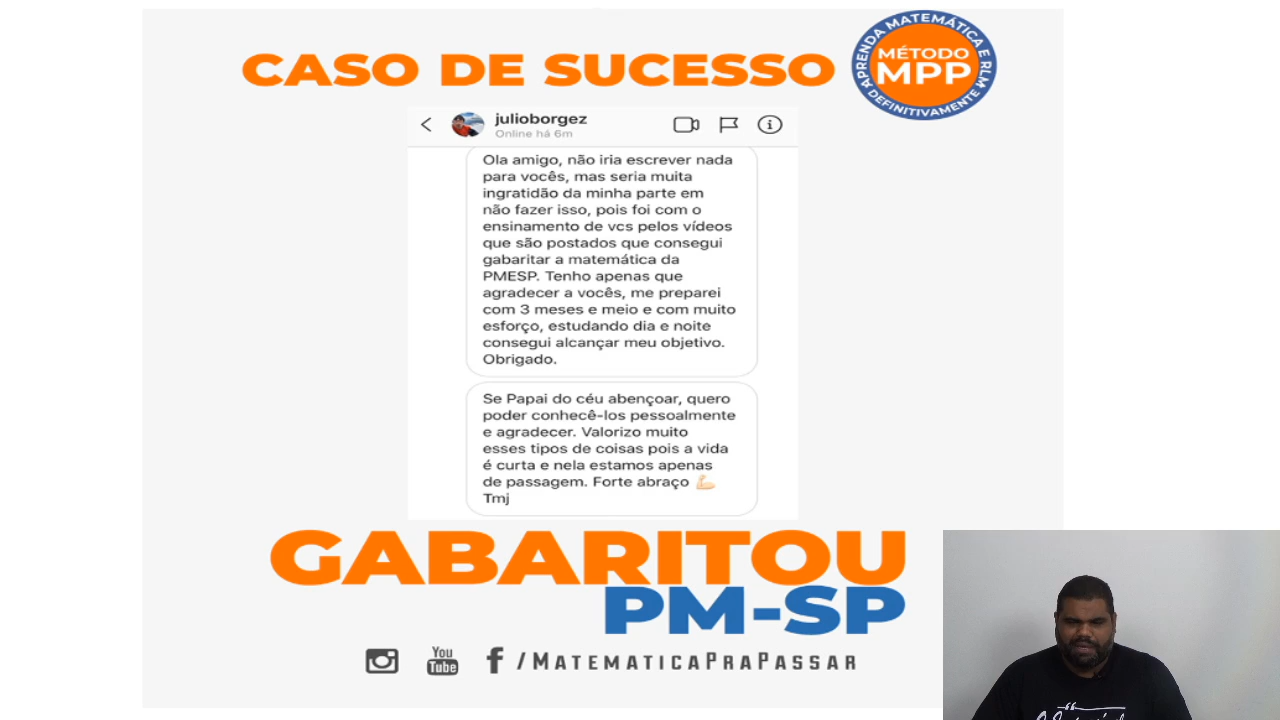 CASO DE SUCESSO
APRENDA MATEMÁTICA E RLM
MÉTODO
MPP
DEFINITIVAMENTE
julioborgez
Online há 6m
Ola amigo, não iria escrever nada
para vocês, mas seria muita
ingratidão da minha parte em
não fazer isso, pois foi com o
ensinamento de vcs pelos vídeos
que são postados que consegui
gabaritar a matemática da
PMESP. Tenho apenas que
agradecer a vocês, me preparei
com 3 meses e meio e com muito
esforço, estudando dia e noite
consegui alcançar meu objetivo.
Obrigado.
Se Papai do céu abençoar, quero
poder conhecê-los pessoalmente
e agradecer. Valorizo muito
esses tipos de coisas pois a vida
é curta e nela estamos apenas
de passagem. Forte abraço 💪🏻
Tmj
GABARITOU
PM-SP
You
Tube
f /MATEMATICAPRAPASSAR